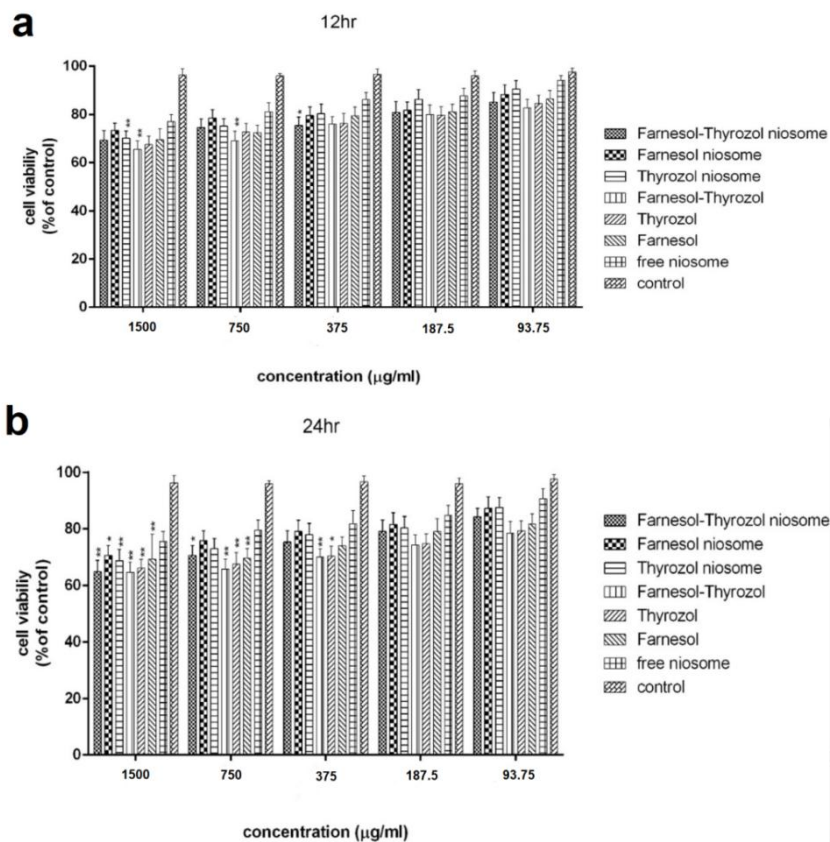 a
12hr
cell viability
(%of control)
100
80
60
40
20
0
**
**
**
*
1500
750
375
187.5
93.75
concentration (μg/ml)
Farnesol-Thyrozol niosome
Farnesol niosome
Thyrozol niosome
Farnesol-Thyrozol
Thyrozol
Farnesol
free niosome
control
b
24hr
cell viability
(%of control)
100
80
60
40
20
0
**
*
**
**
**
**
*
**
**
**
**
*
1500
750
375
187.5
93.75
concentration (μg/ml)
Farnesol-Thyrozol niosome
Farnesol niosome
Thyrozol niosome
Farnesol-Thyrozol
Thyrozol
Farnesol
free niosome
control